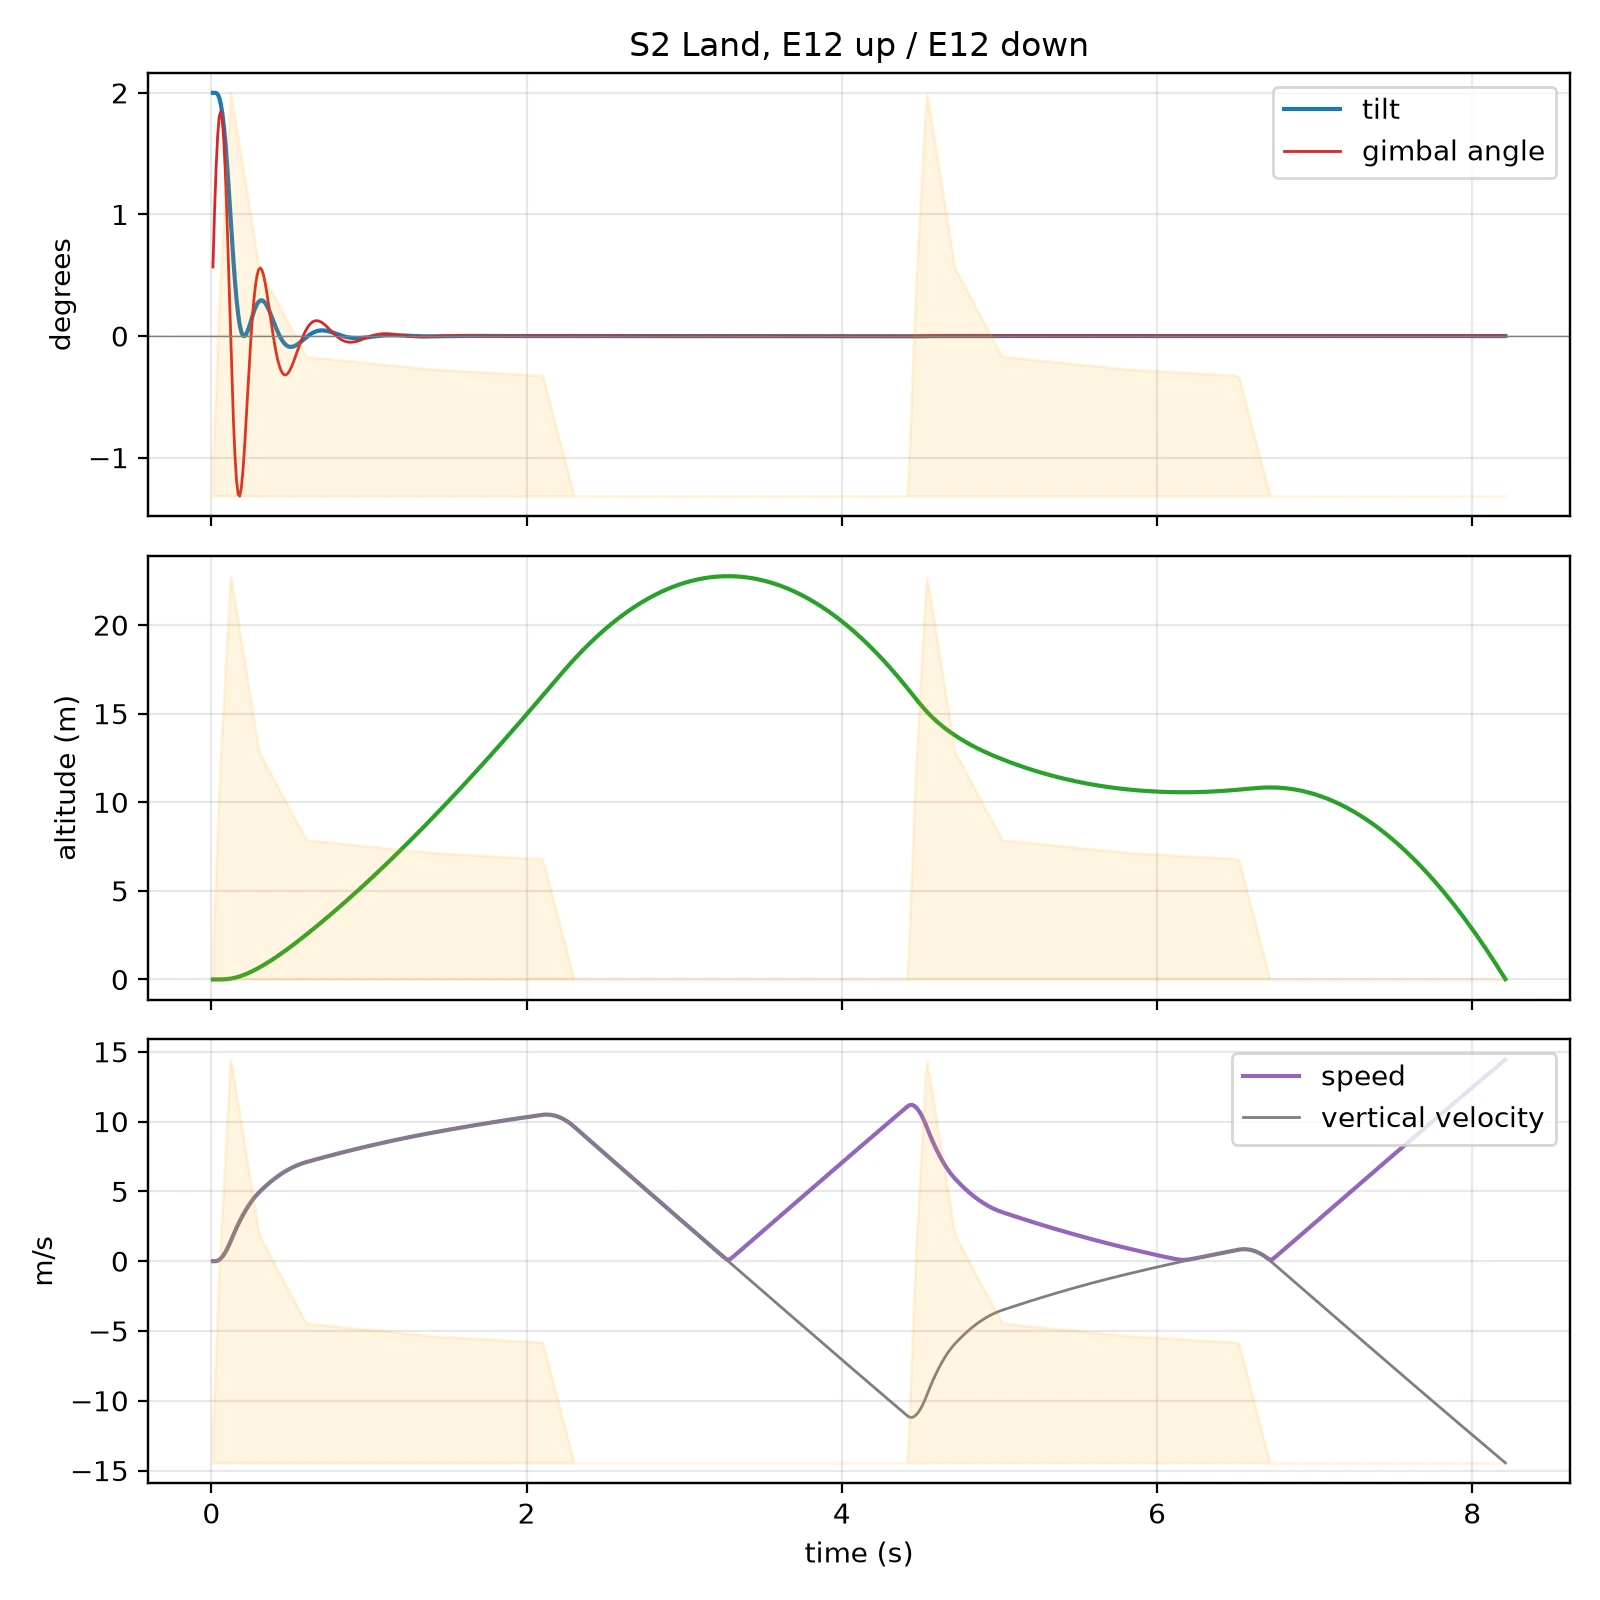 S2 Land, E12 up / E12 down
2
1
0
−1
degrees
tilt
gimbal angle
20
15
10
5
0
altitude (m)
15
10
5
0
−5
−10
−15
m/s
speed
vertical velocity
0 2 4 6 8
time (s)